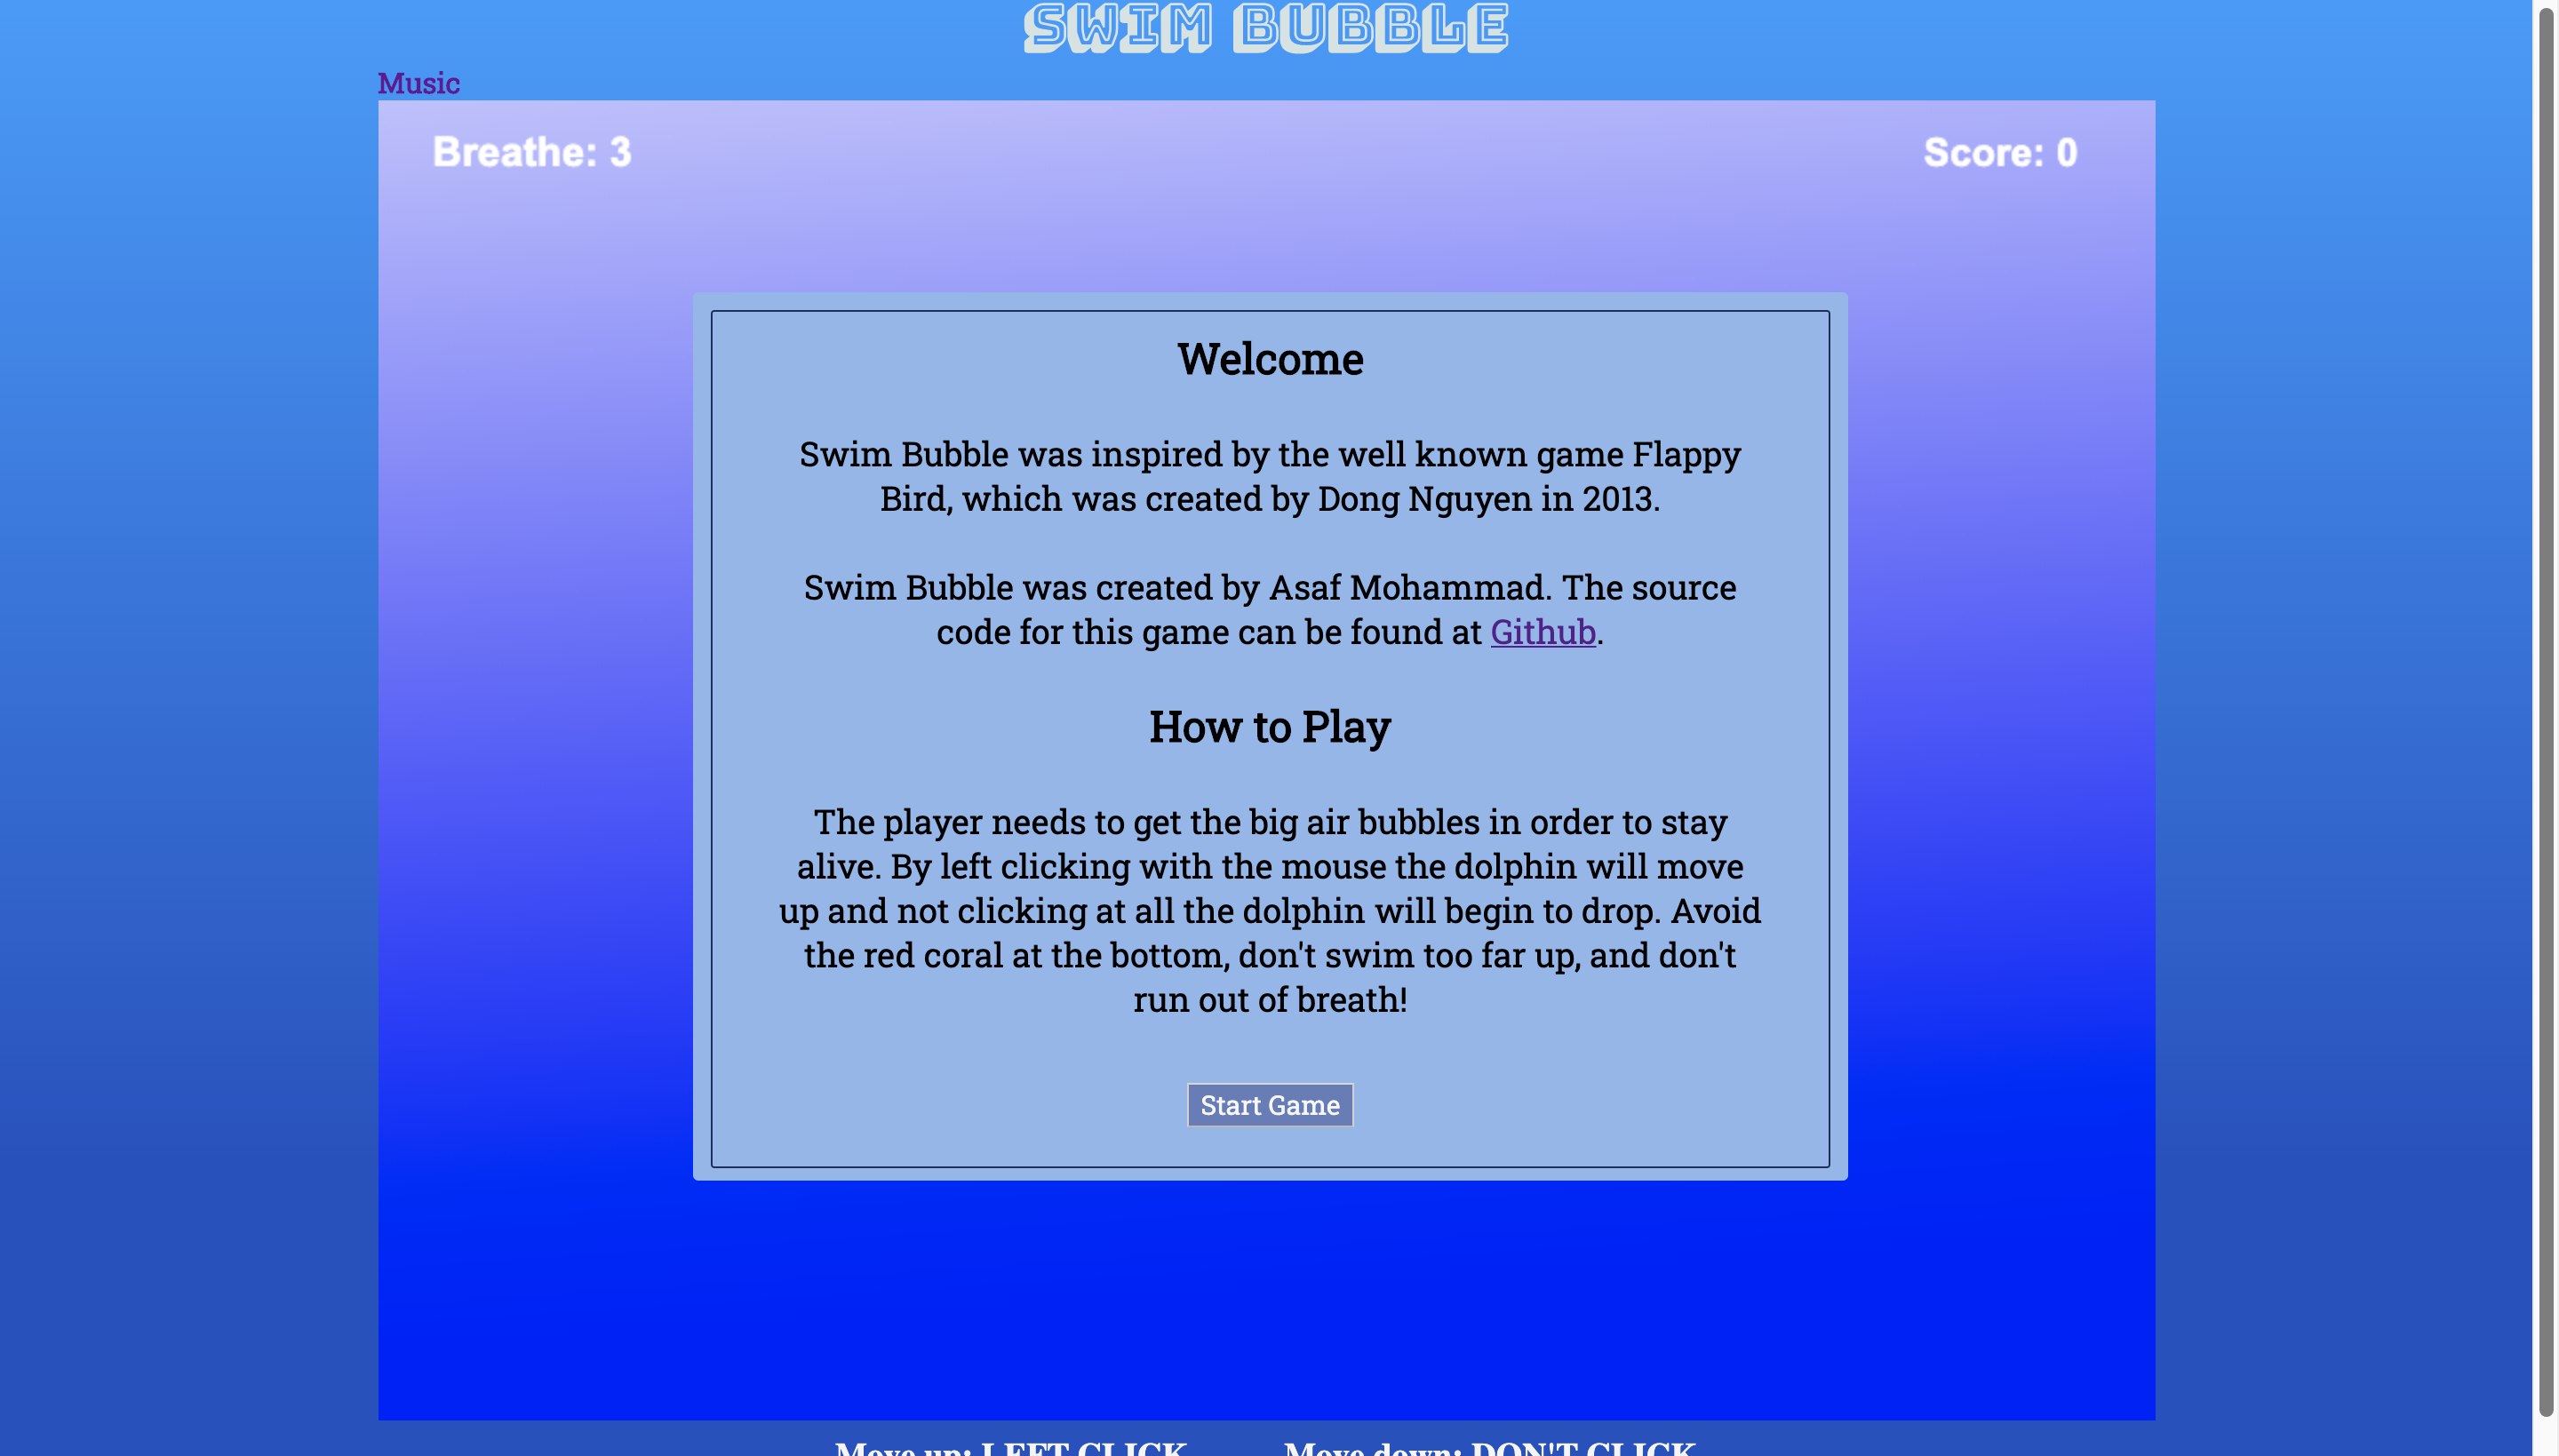 SWIM BUBBLE
Music
Breathe: 3
Score: 0
Welcome
Swim Bubble was inspired by the well known game Flappy
Bird, which was created by Dong Nguyen in 2013.
Swim Bubble was created by Asaf Mohammad. The source
code for this game can be found at Github.
How to Play
The player needs to get the big air bubbles in order to stay
alive. By left clicking with the mouse the dolphin will move
up and not clicking at all the dolphin will begin to drop. Avoid
the red coral at the bottom, don't swim too far up, and don't
run out of breath!
Start Game
Move up: LEFT CLICK
Move down: DON'T CLICK